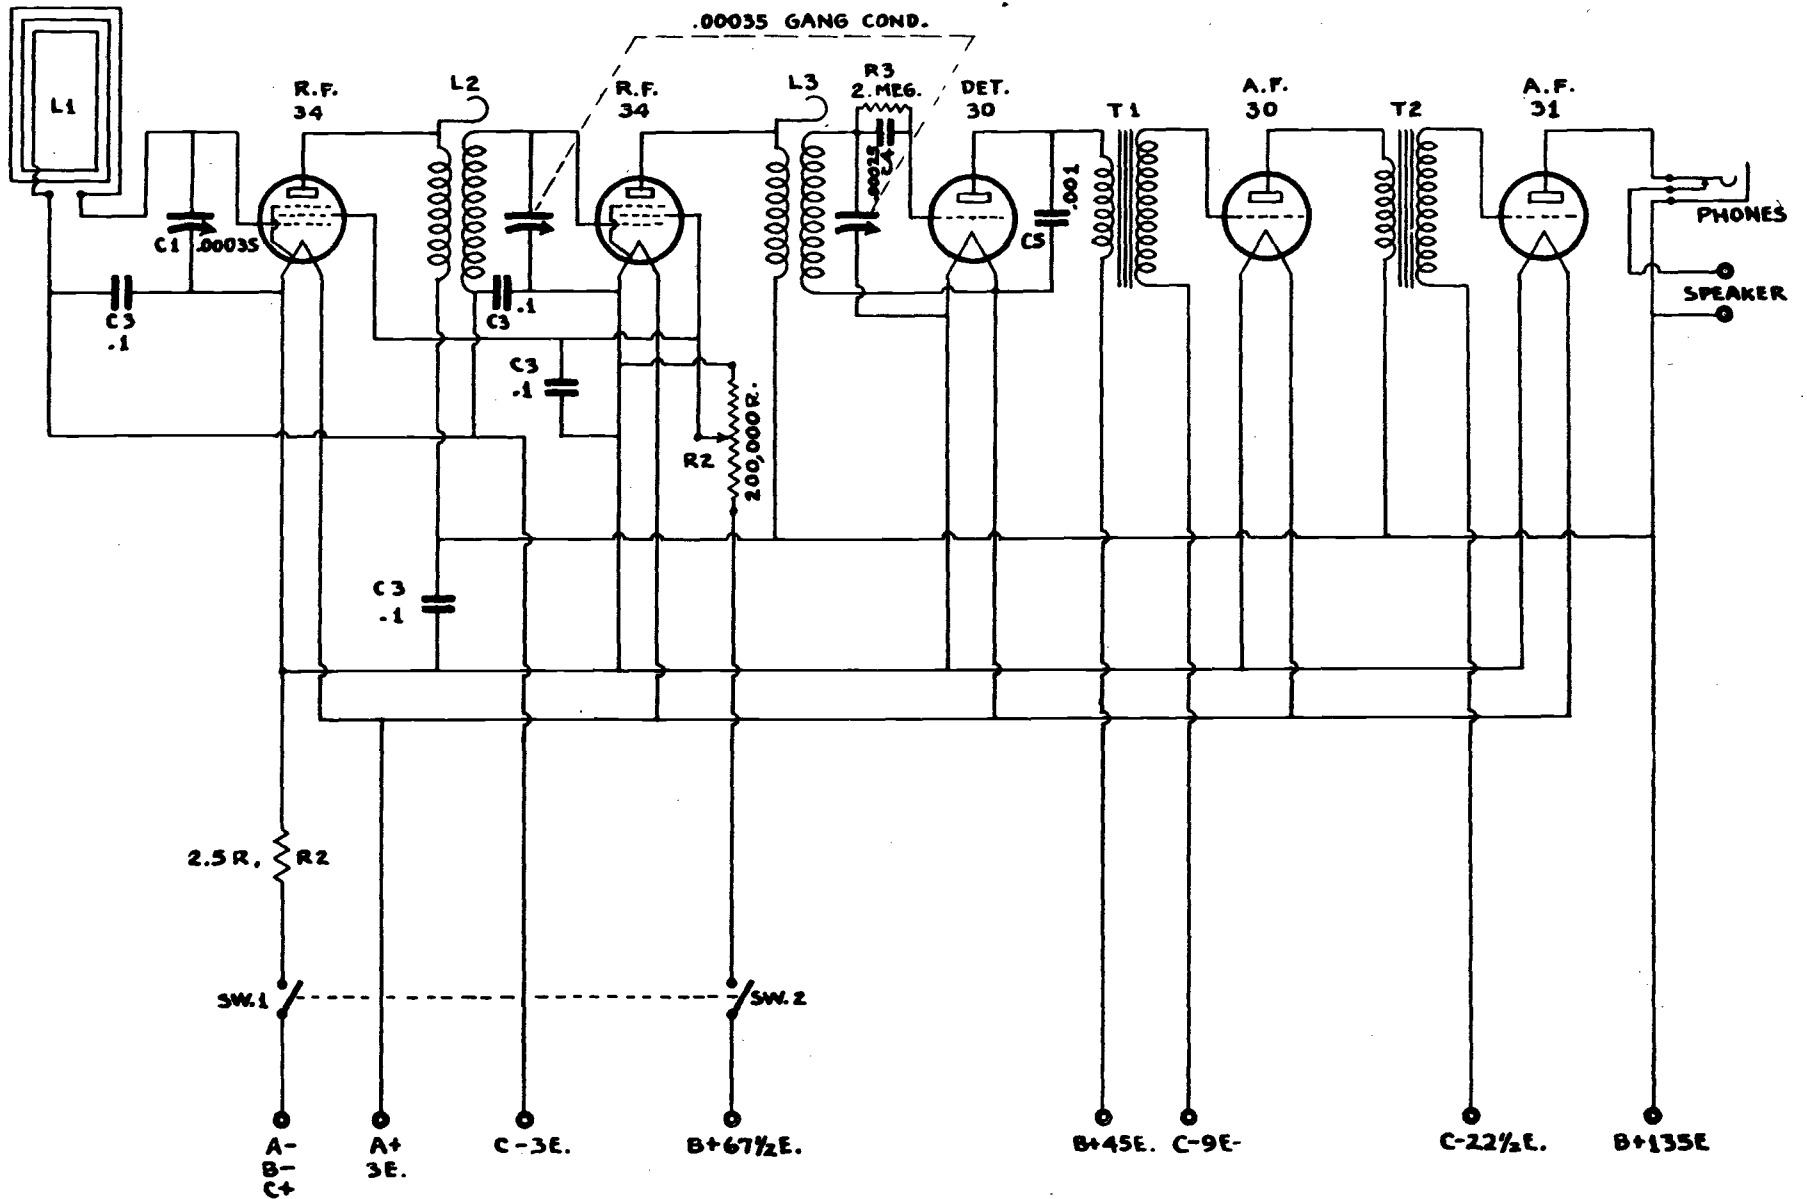 .00035 GANG COND.
L1
R.F.
34
L2
R.F.
34
L3
R3
2. MEG.
DET.
30
T1
A.F.
30
T2
A.F.
31
C1 .00035
.00025
C4
.001
C5
PHONES
SPEAKER
C3
.1
C3 .1
C3
.1
R2
200,000R.
C3
.1
2.5R. R2
SW.1
SW.2
A-
B-
C+
A+
3E.
C-3E.
B+67½E.
B+45E.
C-9E-
C-22½E.
B+135E